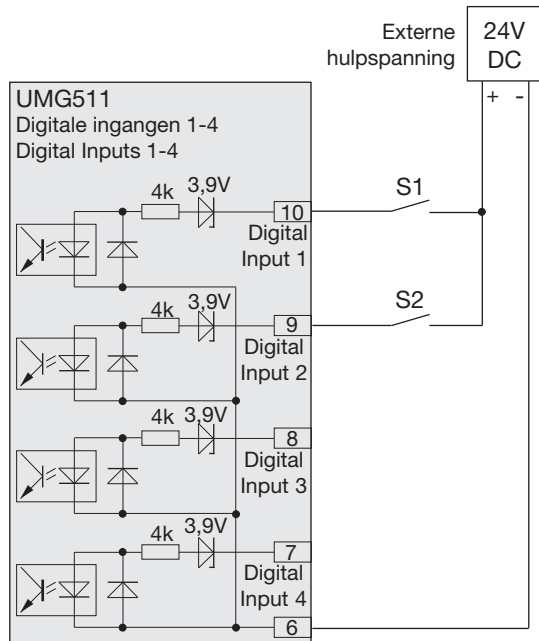 Externe
hulpspanning
24V
DC
+ -
UMG511
Digitale ingangen 1-4
Digital Inputs 1-4
4k
3,9V
10
Digital
Input 1
S1
4k
3,9V
9
Digital
Input 2
S2
4k
3,9V
8
Digital
Input 3
4k
3,9V
7
Digital
Input 4
6